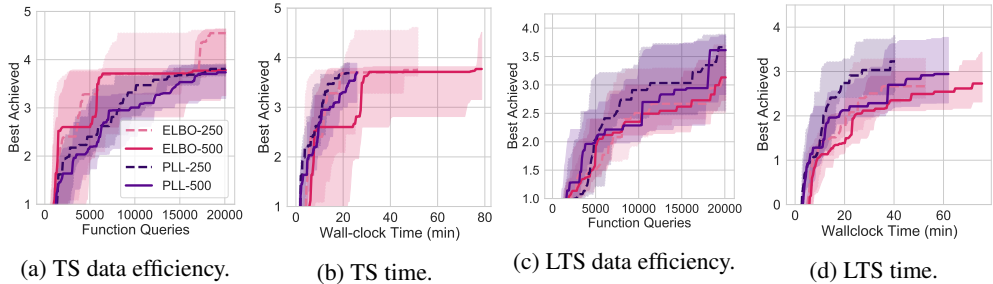 5
4
3
2
1
Best Achieved
ELBO-250
ELBO-500
PLL-250
PLL-500
0 5000 10000 15000 20000
Function Queries
(a) TS data efficiency.
5
4
3
2
1
Best Achieved
0 20 40 60 80
Wall-clock Time (min)
(b) TS time.
4.0
3.5
3.0
2.5
2.0
1.5
1.0
Best Achieved
0 5000 10000 15000 20000
Function Queries
(c) LTS data efficiency.
4
3
2
1
0
Best Achieved
0 20 40 60
Wallclock Time (min)
(d) LTS time.